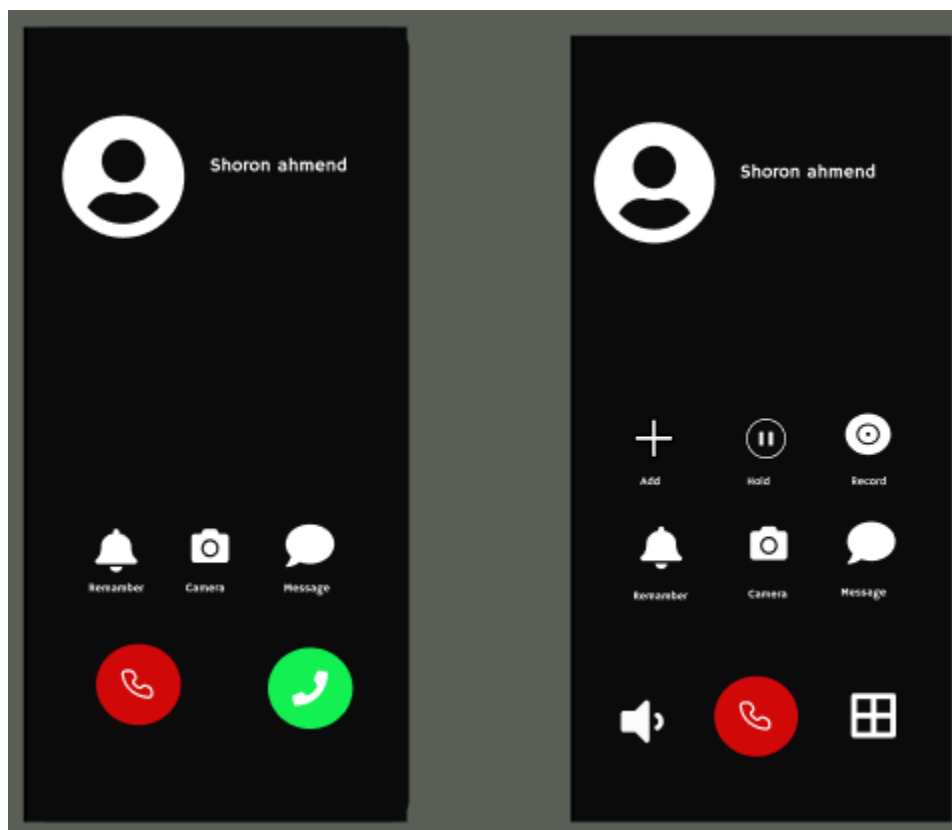 Shoron ahmend
Remamber
Camera
Message
Shoron ahmend
Add
Hold
Record
Remamber
Camera
Message